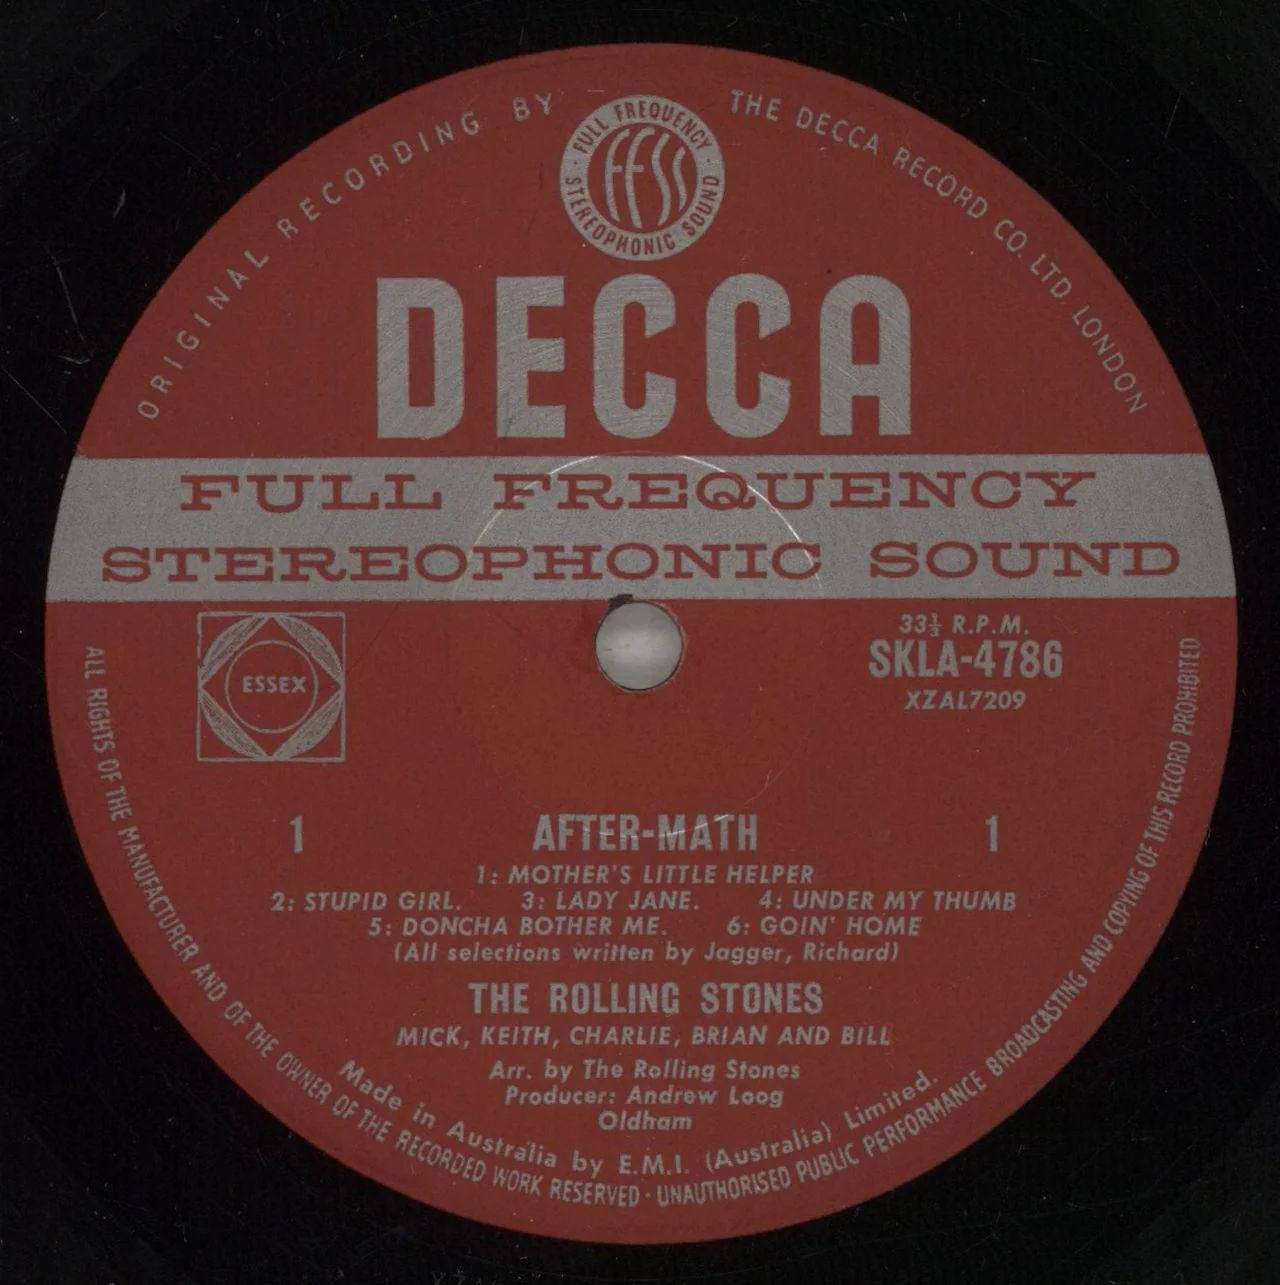 ORIGINAL RECORDING BY THE DECCA RECORD CO. LTD. LONDON
FULL FREQUENCY
FFSS
STEREOPHONIC SOUND
DECCA
FULL FREQUENCY
STEREOPHONIC SOUND
ESSEX
33⅓ R.P.M.
SKLA-4786
XZAL7209
1 AFTER-MATH 1
1: MOTHER'S LITTLE HELPER
2: STUPID GIRL. 3: LADY JANE. 4: UNDER MY THUMB
5: DONCHA BOTHER ME. 6: GOIN' HOME
(All selections written by Jagger, Richard)
THE ROLLING STONES
MICK, KEITH, CHARLIE, BRIAN AND BILL
Arr. by The Rolling Stones
Producer: Andrew Loog
Oldham
Made in Australia by E.M.I. (Australia) Limited.
ALL RIGHTS OF THE MANUFACTURER AND OF THE OWNER OF THE RECORDED WORK RESERVED · UNAUTHORISED PUBLIC PERFORMANCE BROADCASTING AND COPYING OF THIS RECORD PROHIBITED